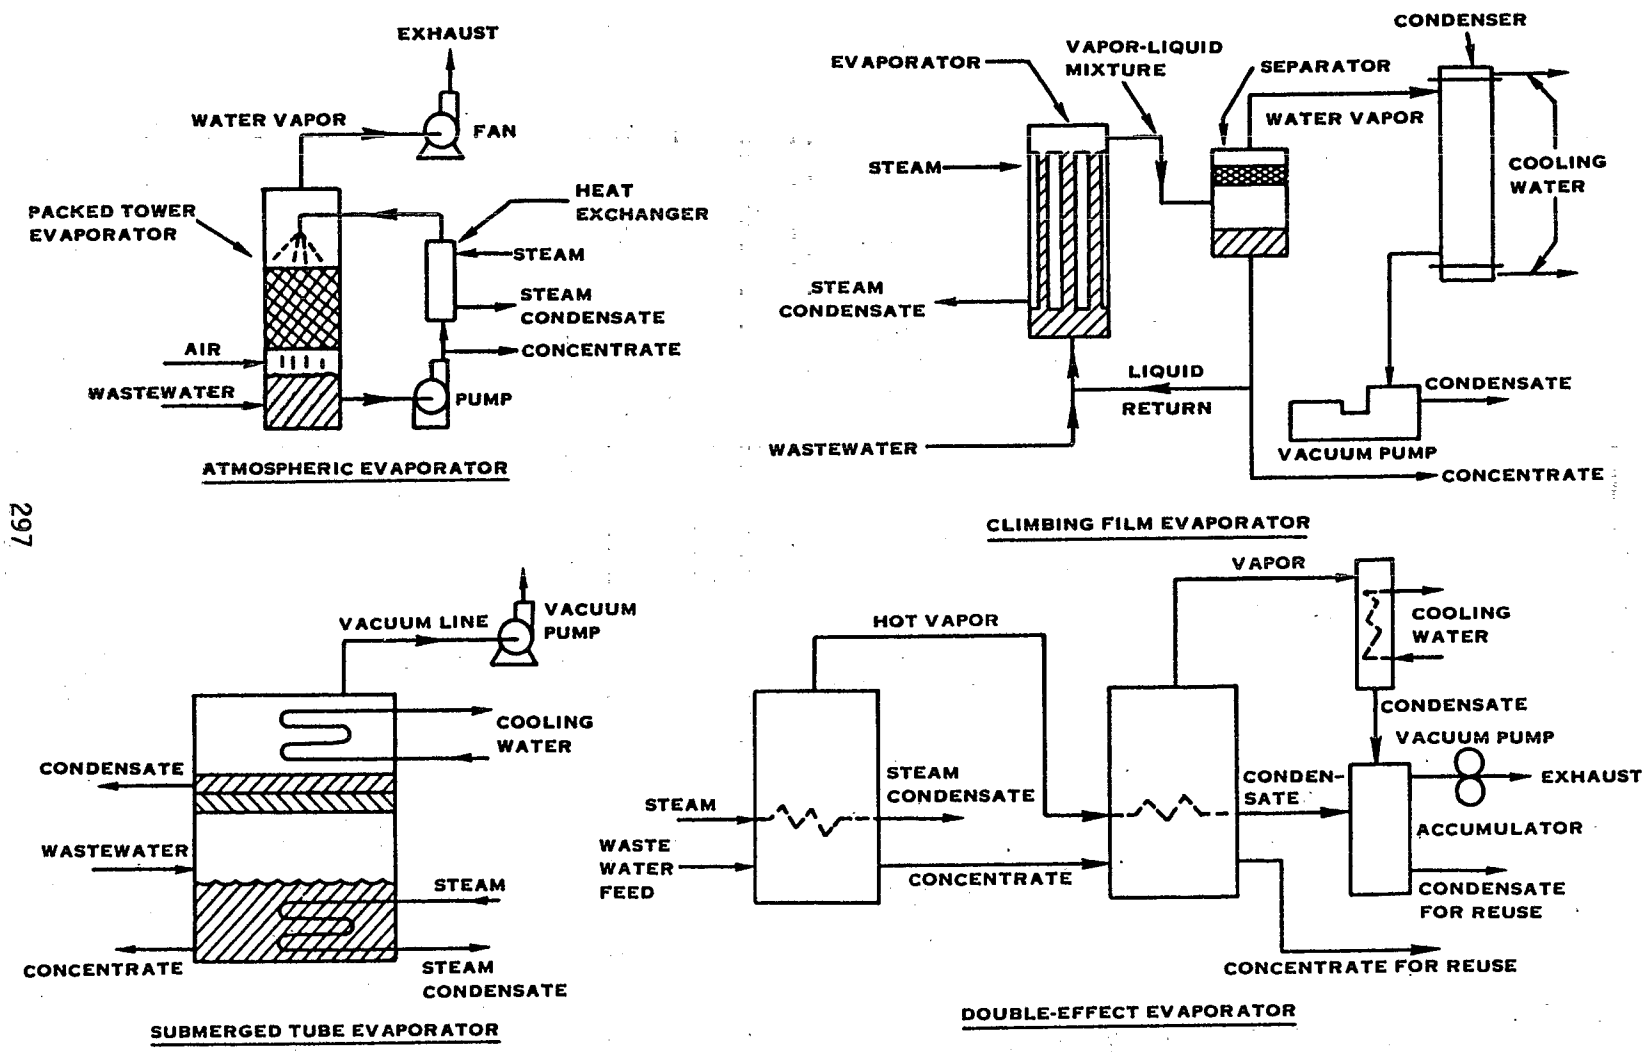 EXHAUST
WATER VAPOR
FAN
PACKED TOWER
EVAPORATOR
HEAT
EXCHANGER
STEAM
STEAM
CONDENSATE
AIR
CONCENTRATE
WASTEWATER
PUMP
ATMOSPHERIC EVAPORATOR
CONDENSER
VAPOR-LIQUID
MIXTURE
EVAPORATOR
SEPARATOR
WATER VAPOR
STEAM
COOLING
WATER
STEAM
CONDENSATE
LIQUID
RETURN
CONDENSATE
WASTEWATER
VACUUM PUMP
CONCENTRATE
CLIMBING FILM EVAPORATOR
297
VACUUM LINE
VACUUM
PUMP
COOLING
WATER
CONDENSATE
WASTEWATER
STEAM
CONCENTRATE
STEAM
CONDENSATE
SUBMERGED TUBE EVAPORATOR
VAPOR
HOT VAPOR
COOLING
WATER
CONDENSATE
VACUUM PUMP
EXHAUST
STEAM
CONDENSATE
CONDEN-
SATE
STEAM
ACCUMULATOR
WASTE
WATER
FEED
CONCENTRATE
CONDENSATE
FOR REUSE
CONCENTRATE FOR REUSE
DOUBLE-EFFECT EVAPORATOR